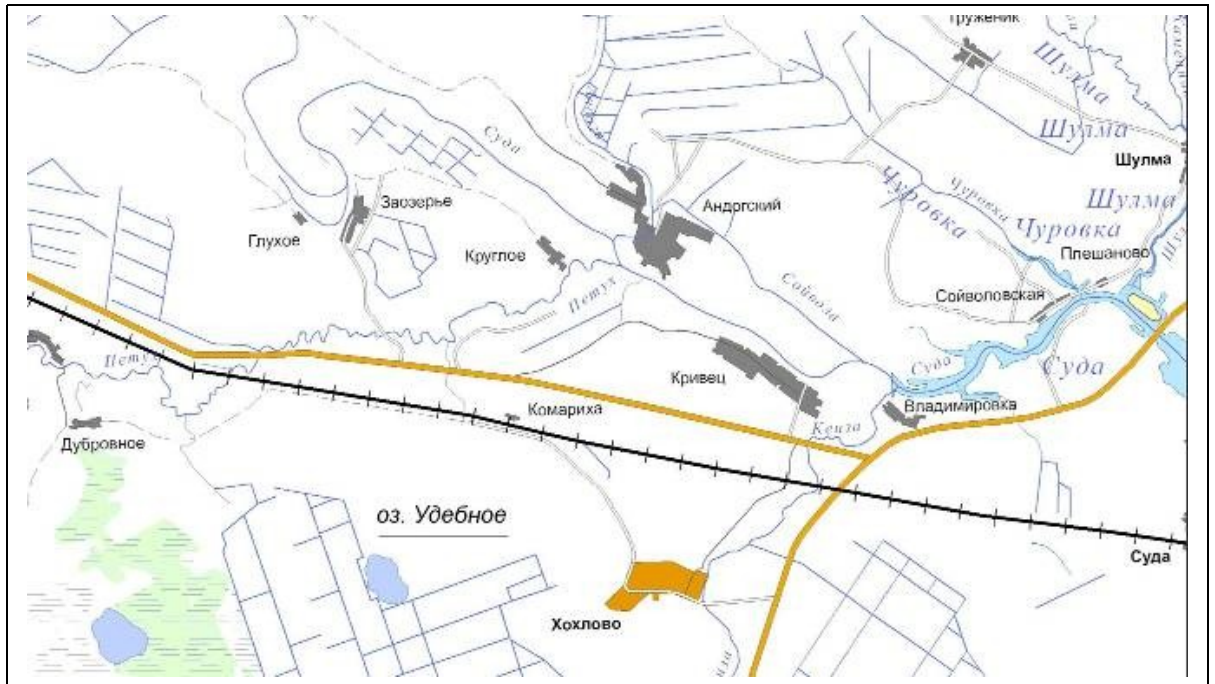 Труженик
Шулма
Шулма
Шулма
Шулма
Суда
Чуровка
Чуровка
Заозерье
Андогский
Чуровка
Глухое
Круглое
Плешаново
Петух
Сойвола
Сойволовская
Петух
Суда
Суда
Кривец
Комариха
Владимировка
Кенза
Дубровное
оз. Удебное
Суда
Хохлово